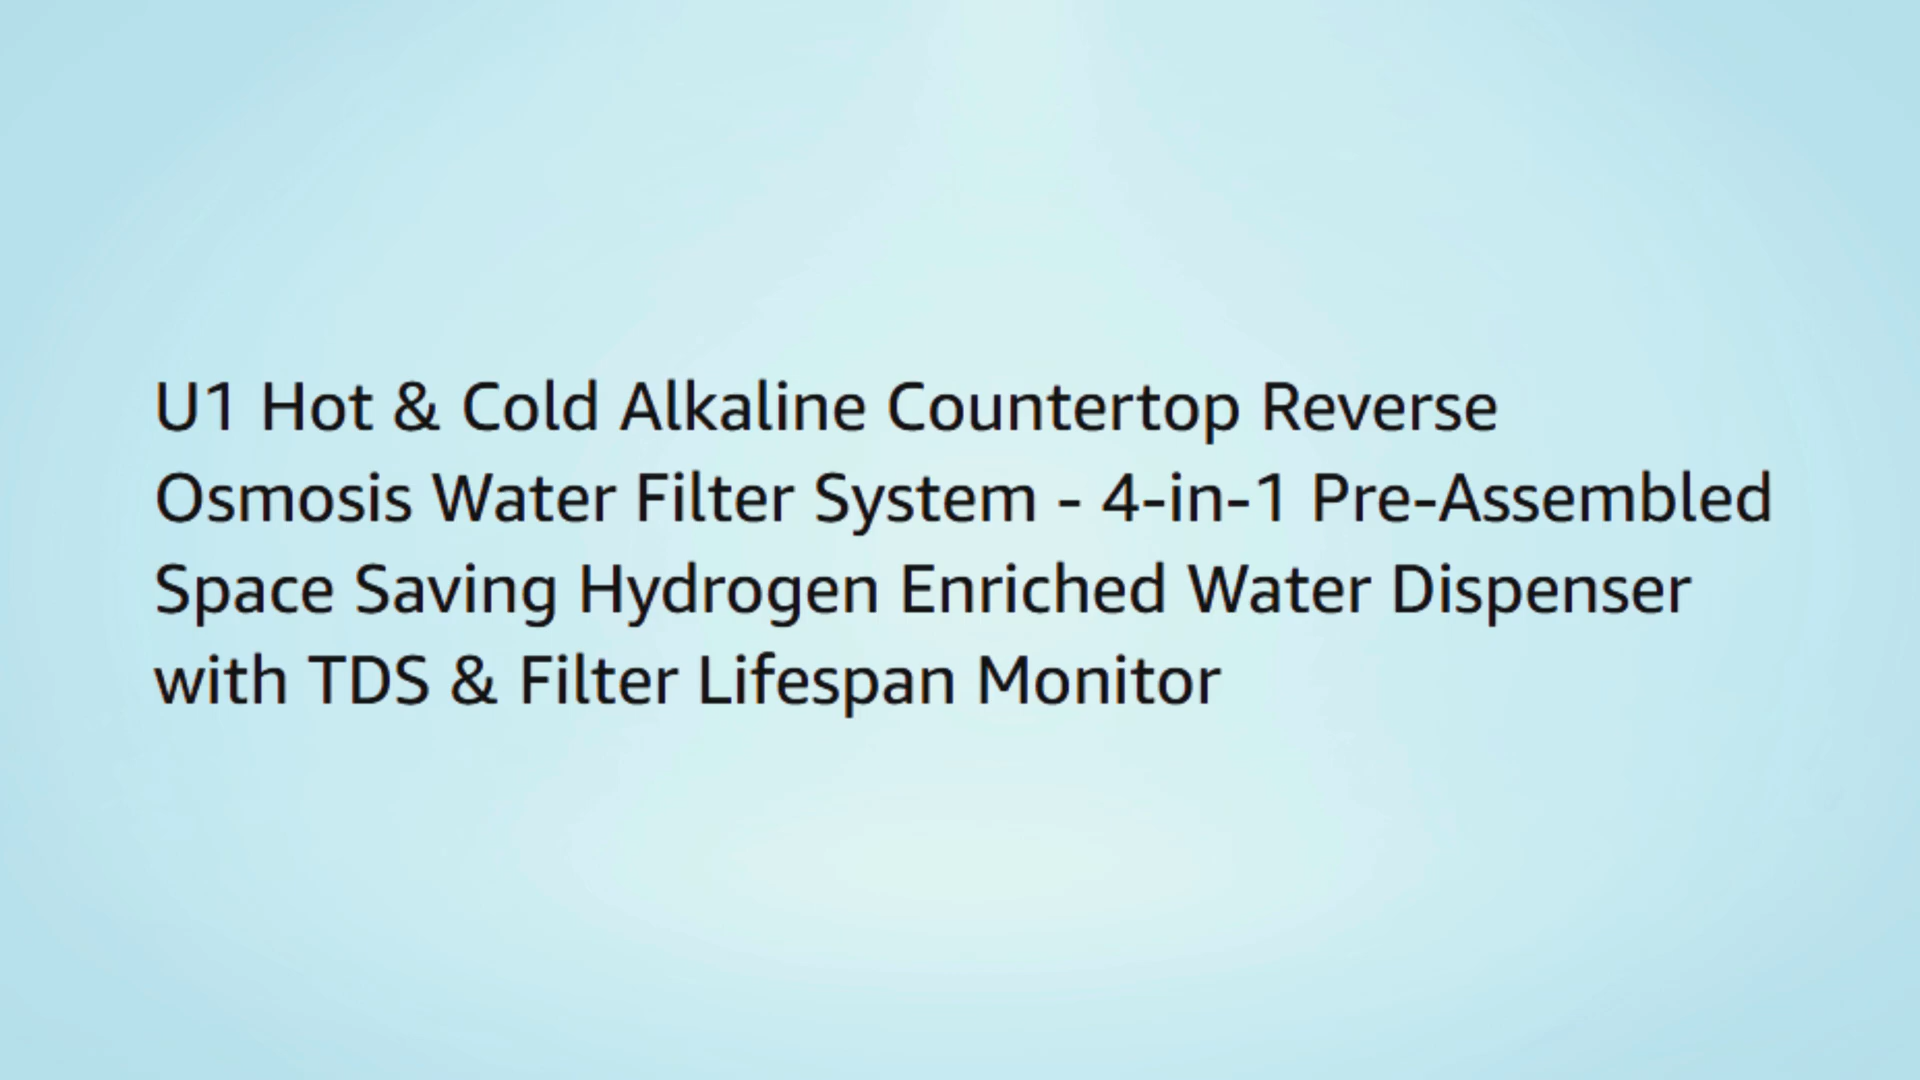 U1 Hot & Cold Alkaline Countertop Reverse
Osmosis Water Filter System - 4-in-1 Pre-Assembled
Space Saving Hydrogen Enriched Water Dispenser
with TDS & Filter Lifespan Monitor